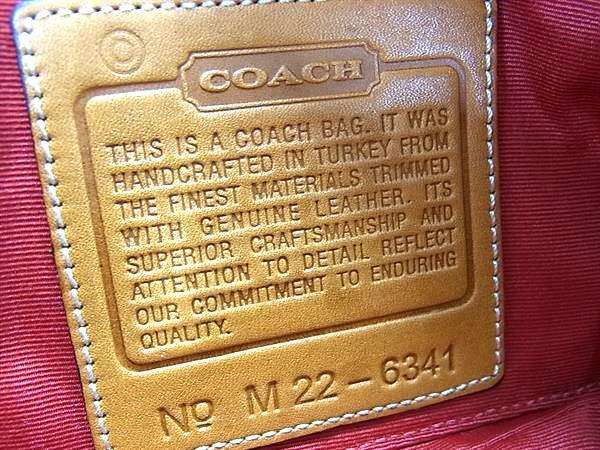 ©
COACH
THIS IS A COACH BAG. IT WAS
HANDCRAFTED IN TURKEY FROM
THE FINEST MATERIALS TRIMMED
WITH GENUINE LEATHER. ITS
SUPERIOR CRAFTSMANSHIP AND
ATTENTION TO DETAIL REFLECT
OUR COMMITMENT TO ENDURING
QUALITY.
Nº M 22 – 6341